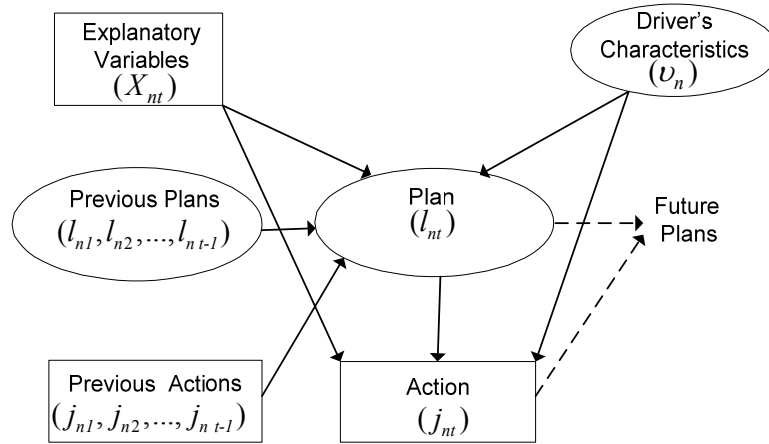 Explanatory
Variables
(X_nt)
Driver's
Characteristics
(υ_n)
Previous Plans
(l_n1, l_n2, ..., l_n t-1)
Plan
(l_nt)
Future
Plans
Previous Actions
(j_n1, j_n2, ..., j_n t-1)
Action
(j_nt)